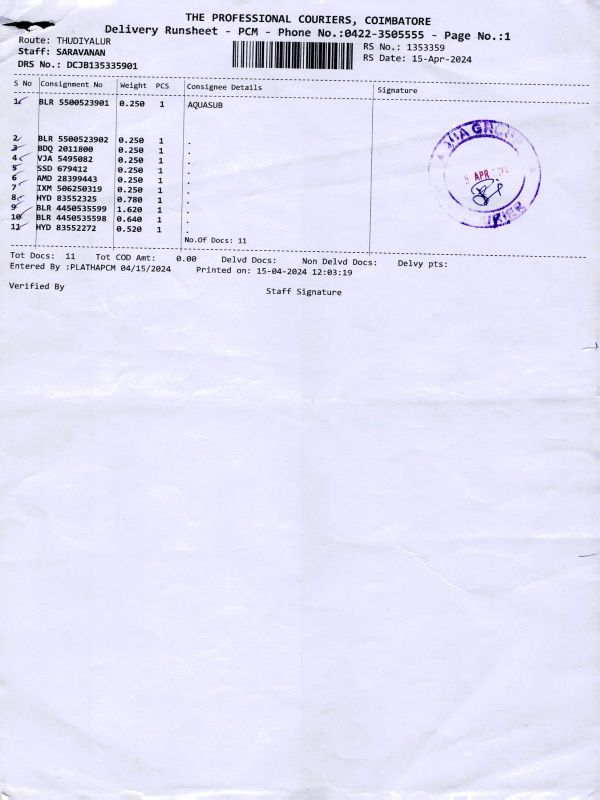 THE PROFESSIONAL COURIERS, COIMBATORE
Delivery Runsheet - PCM - Phone No.:0422-3505555 - Page No.:1
Route: THUDIYALUR
Staff: SARAVANAN
DRS No.: DCJB135335901
RS No.: 1353359
RS Date: 15-Apr-2024
S No Consignment No Weight PCS Consignee Details Signature
1 BLR 5500523901 0.250 1 AQUASUB
2 BLR 5500523902 0.250 1 .
3 BDQ 2011800 0.250 1 .
4 VJA 5495082 0.250 1 .
5 SSD 679412 0.250 1 .
6 AMD 28399443 0.250 1 .
7 IXM 506250319 0.250 1 .
8 HYD 83552325 0.780 1 .
9 BLR 4450535599 1.620 1 .
10 BLR 4450535598 0.640 1 .
11 HYD 83552272 0.520 1 .
No.Of Docs: 11
APR
Tot Docs: 11 Tot COD Amt: 0.00 Delvd Docs: Non Delvd Docs: Delvy pts:
Entered By :PLATHAPCM 04/15/2024 Printed on: 15-04-2024 12:03:19
Verified By Staff Signature